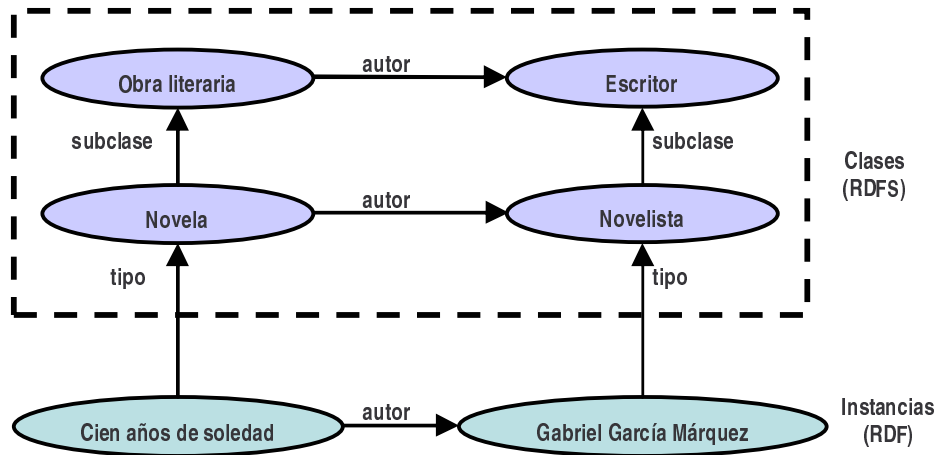 autor
Obra literaria
Escritor
subclase
subclase
Clases
(RDFS)
autor
Novela
Novelista
tipo
tipo
autor
Instancias
(RDF)
Cien años de soledad
Gabriel García Márquez